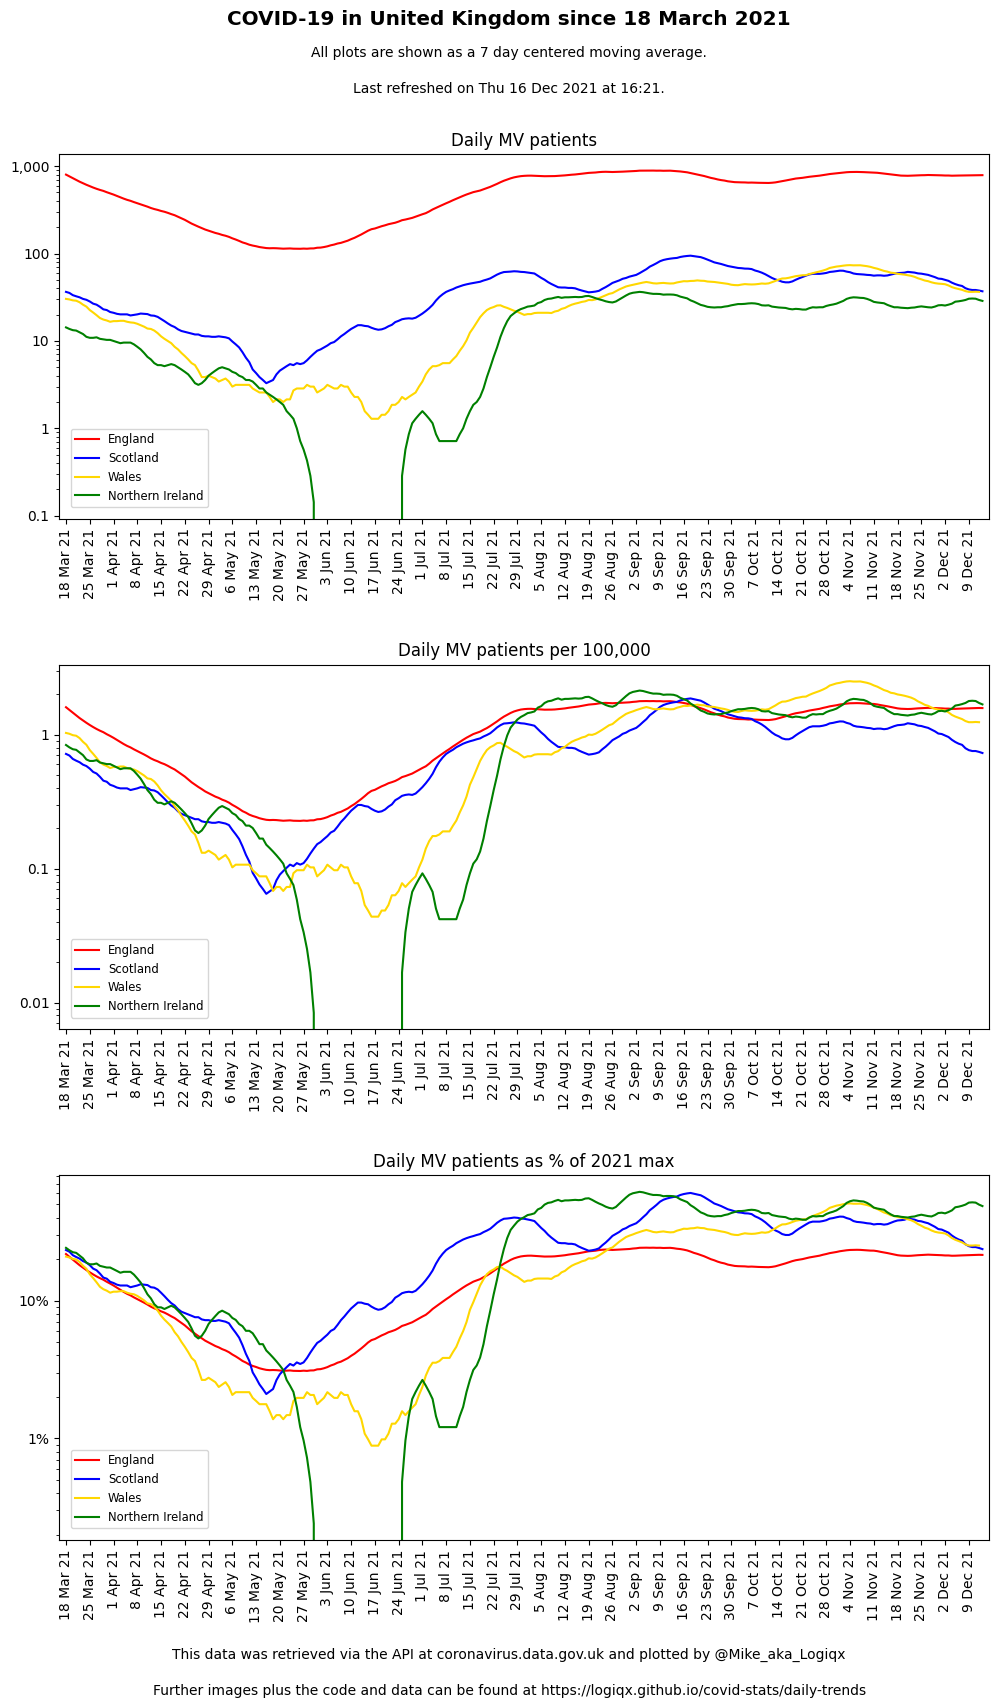 COVID-19 in United Kingdom since 18 March 2021
All plots are shown as a 7 day centered moving average.
Last refreshed on Thu 16 Dec 2021 at 16:21.
Daily MV patients
1,000
100
10
1
0.1
England
Scotland
Wales
Northern Ireland
18 Mar 21
25 Mar 21
1 Apr 21
8 Apr 21
15 Apr 21
22 Apr 21
29 Apr 21
6 May 21
13 May 21
20 May 21
27 May 21
3 Jun 21
10 Jun 21
17 Jun 21
24 Jun 21
1 Jul 21
8 Jul 21
15 Jul 21
22 Jul 21
29 Jul 21
5 Aug 21
12 Aug 21
19 Aug 21
26 Aug 21
2 Sep 21
9 Sep 21
16 Sep 21
23 Sep 21
30 Sep 21
7 Oct 21
14 Oct 21
21 Oct 21
28 Oct 21
4 Nov 21
11 Nov 21
18 Nov 21
25 Nov 21
2 Dec 21
9 Dec 21
Daily MV patients per 100,000
1
0.1
0.01
England
Scotland
Wales
Northern Ireland
18 Mar 21
25 Mar 21
1 Apr 21
8 Apr 21
15 Apr 21
22 Apr 21
29 Apr 21
6 May 21
13 May 21
20 May 21
27 May 21
3 Jun 21
10 Jun 21
17 Jun 21
24 Jun 21
1 Jul 21
8 Jul 21
15 Jul 21
22 Jul 21
29 Jul 21
5 Aug 21
12 Aug 21
19 Aug 21
26 Aug 21
2 Sep 21
9 Sep 21
16 Sep 21
23 Sep 21
30 Sep 21
7 Oct 21
14 Oct 21
21 Oct 21
28 Oct 21
4 Nov 21
11 Nov 21
18 Nov 21
25 Nov 21
2 Dec 21
9 Dec 21
Daily MV patients as % of 2021 max
10%
1%
England
Scotland
Wales
Northern Ireland
18 Mar 21
25 Mar 21
1 Apr 21
8 Apr 21
15 Apr 21
22 Apr 21
29 Apr 21
6 May 21
13 May 21
20 May 21
27 May 21
3 Jun 21
10 Jun 21
17 Jun 21
24 Jun 21
1 Jul 21
8 Jul 21
15 Jul 21
22 Jul 21
29 Jul 21
5 Aug 21
12 Aug 21
19 Aug 21
26 Aug 21
2 Sep 21
9 Sep 21
16 Sep 21
23 Sep 21
30 Sep 21
7 Oct 21
14 Oct 21
21 Oct 21
28 Oct 21
4 Nov 21
11 Nov 21
18 Nov 21
25 Nov 21
2 Dec 21
9 Dec 21
This data was retrieved via the API at coronavirus.data.gov.uk and plotted by @Mike_aka_Logiqx
Further images plus the code and data can be found at https://logiqx.github.io/covid-stats/daily-trends